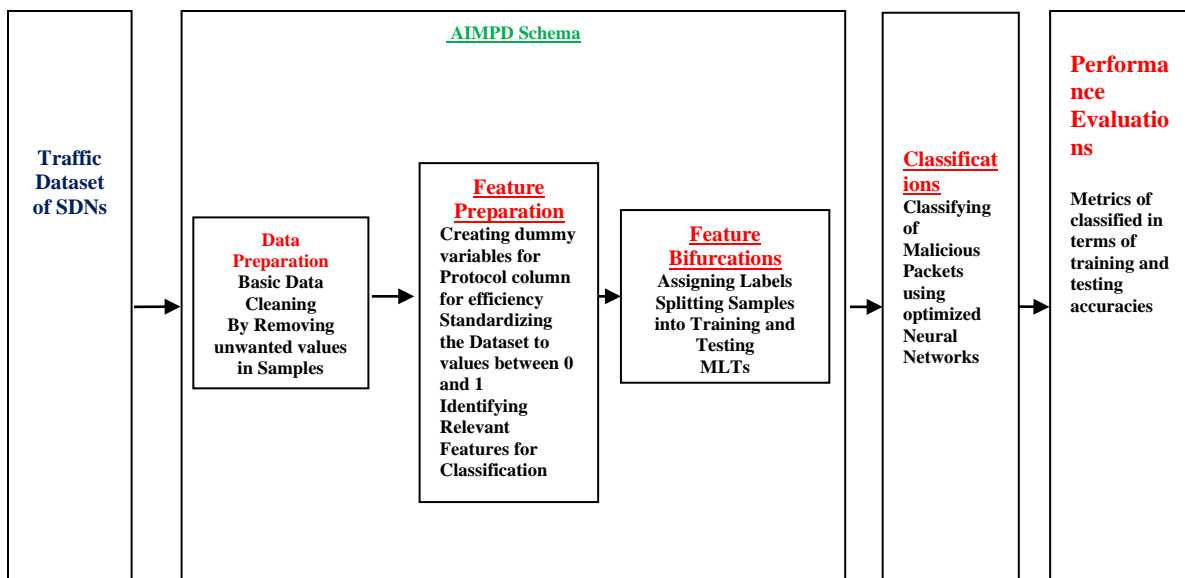 AIMPD Schema
Traffic
Dataset
of SDNs
Data
Preparation
Basic Data
Cleaning
By Removing
unwanted values
in Samples
Feature
Preparation
Creating dummy
variables for
Protocol column
for efficiency
Standardizing
the Dataset to
values between 0
and 1
Identifying
Relevant
Features for
Classification
Feature
Bifurcations
Assigning Labels
Splitting Samples
into Training and
Testing
MLTs
Classificat
ions
Classifying
of
Malicious
Packets
using
optimized
Neural
Networks
Performa
nce
Evaluatio
ns
Metrics of
classified in
terms of
training and
testing
accuracies